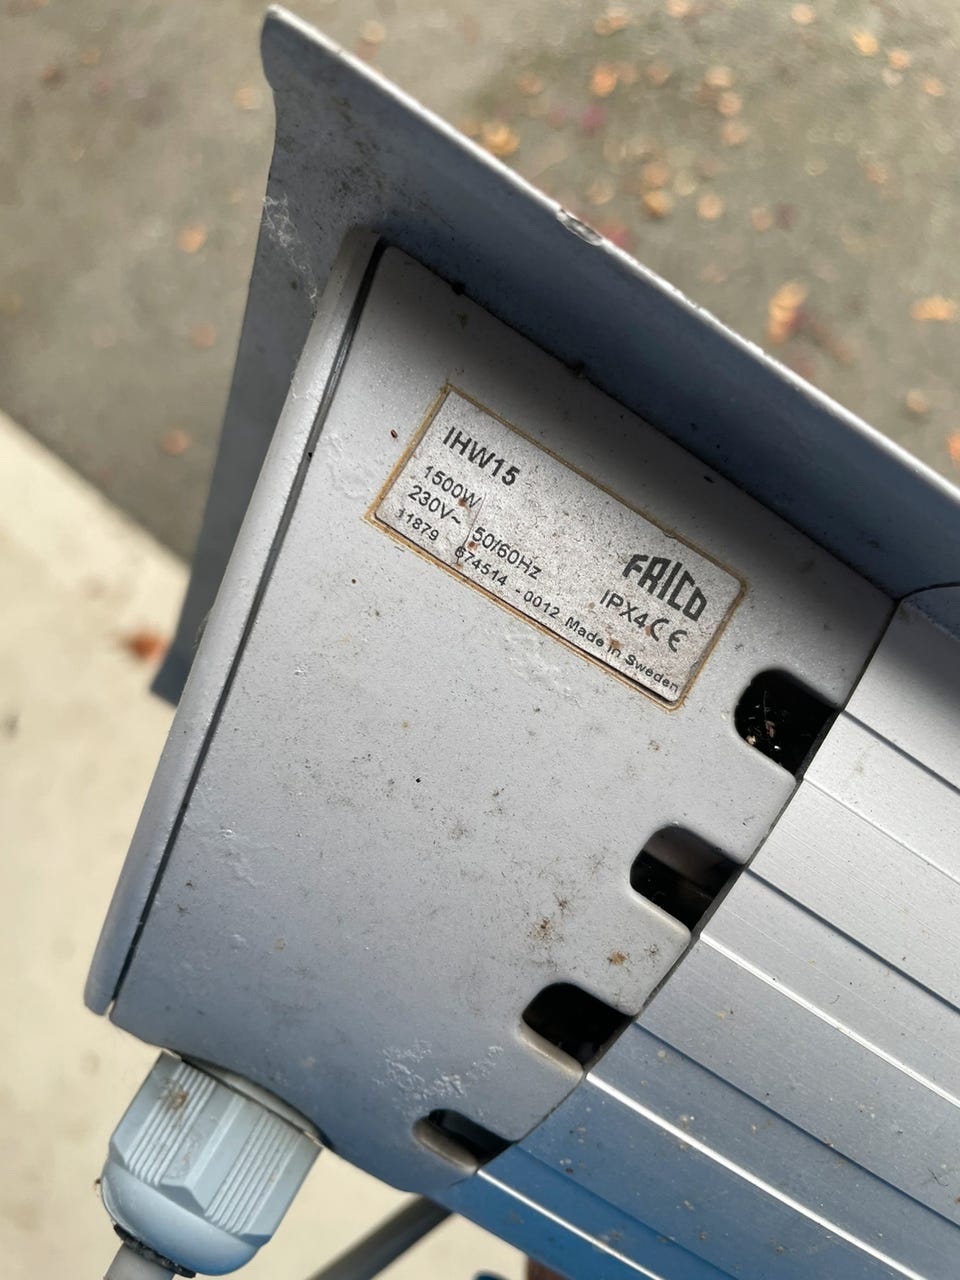 IHW15
1500W
230V~ 50/60Hz
11879 674514 -0012 Made in Sweden
FRICO
IPX4 CE